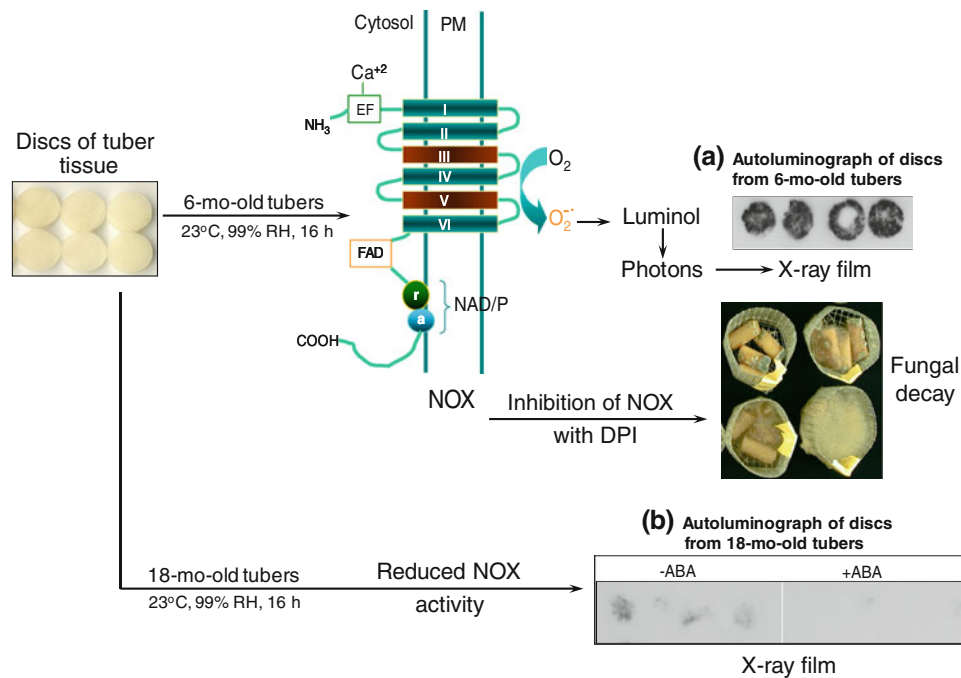 Cytosol
PM
Ca+2
EF
NH3
I
II
III
IV
V
VI
O2
O2−·
FAD
r
a
NAD/P
COOH
NOX
Discs of tuber
tissue
6-mo-old tubers
23°C, 99% RH, 16 h
Luminol
Photons
X-ray film
(a) Autoluminograph of discs
from 6-mo-old tubers
Inhibition of NOX
with DPI
Fungal
decay
18-mo-old tubers
23°C, 99% RH, 16 h
Reduced NOX
activity
(b) Autoluminograph of discs
from 18-mo-old tubers
-ABA
+ABA
X-ray film